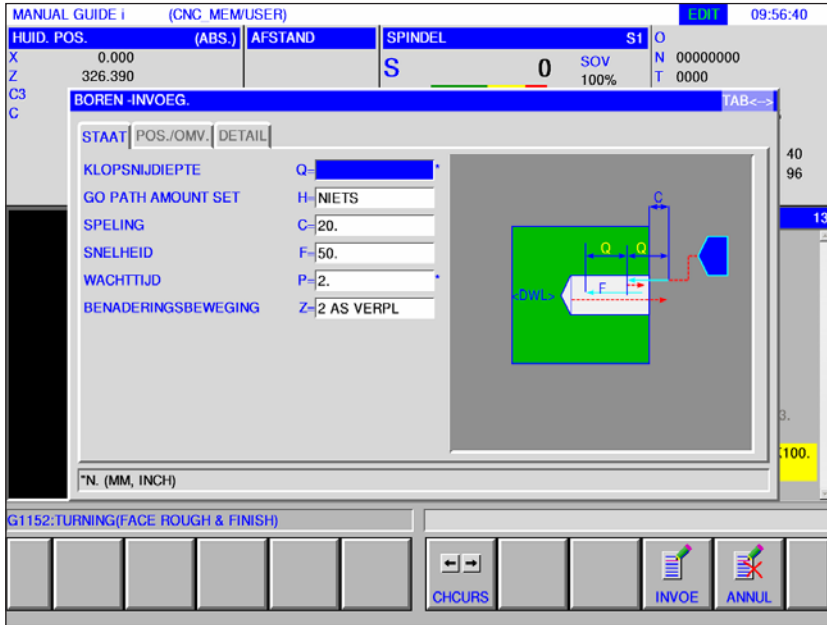 MANUAL GUIDE i (CNC_MEM/USER) EDIT 09:56:40
HUID. POS. (ABS.) AFSTAND SPINDEL S1 O
X 0.000 S 0 SOV N 00000000
Z 326.390 100% T 0000
C3
C
BOREN -INVOEG. TAB<-->
STAAT POS./OMV. DETAIL
KLOPSNIJDIEPTE Q= *
GO PATH AMOUNT SET H=NIETS
SPELING C=20.
SNELHEID F=50.
WACHTTIJD P=2. *
BENADERINGSBEWEGING Z=2 AS VERPL
C
Q Q
<DWL> F
40
96
13
3.
X100.
"N. (MM, INCH)
G1152:TURNING(FACE ROUGH & FINISH)
CHCURS INVOE ANNUL